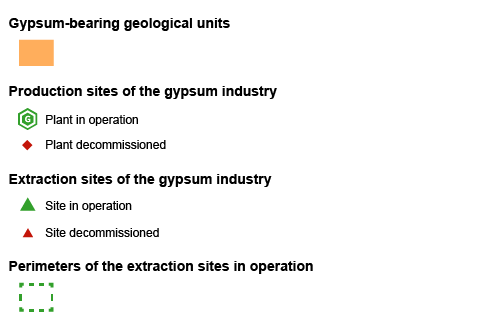 Gypsum-bearing geological units
Production sites of the gypsum industry
G Plant in operation
Plant decommissioned
Extraction sites of the gypsum industry
Site in operation
Site decommissioned
Perimeters of the extraction sites in operation